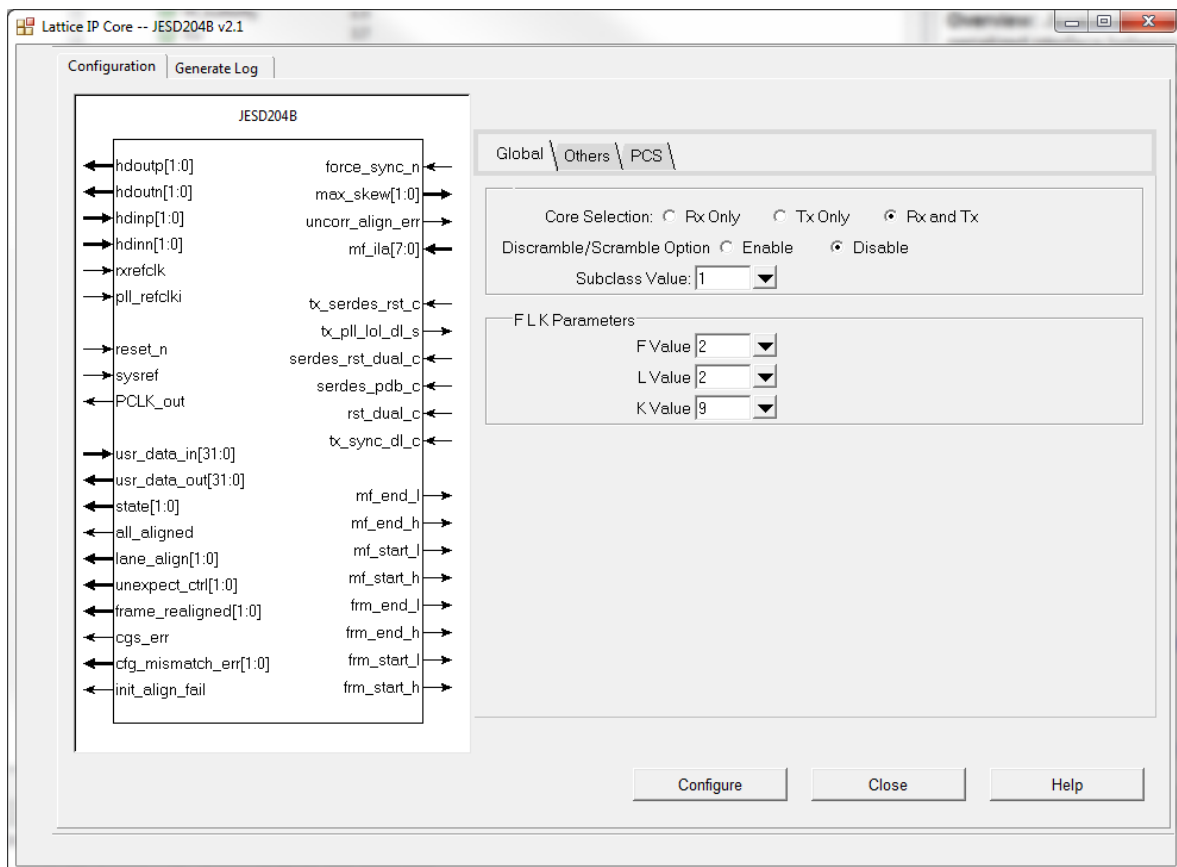 Lattice IP Core -- JESD204B v2.1
Configuration
Generate Log
JESD204B
hdoutp[1:0]
hdoutn[1:0]
hdinp[1:0]
hdinn[1:0]
rxrefclk
pll_refclki
reset_n
sysref
PCLK_out
usr_data_in[31:0]
usr_data_out[31:0]
state[1:0]
all_aligned
lane_align[1:0]
unexpect_ctrl[1:0]
frame_realigned[1:0]
cgs_err
cfg_mismatch_err[1:0]
init_align_fail
force_sync_n
max_skew[1:0]
uncorr_align_err
mf_ila[7:0]
tx_serdes_rst_c
tx_pll_lol_dl_s
serdes_rst_dual_c
serdes_pdb_c
rst_dual_c
tx_sync_dl_c
mf_end_l
mf_end_h
mf_start_l
mf_start_h
frm_end_l
frm_end_h
frm_start_l
frm_start_h
Global Others PCS
Core Selection: Rx Only Tx Only Rx and Tx
Discramble/Scramble Option Enable Disable
Subclass Value: 1
F L K Parameters
F Value 2
L Value 2
K Value 9
Configure Close Help